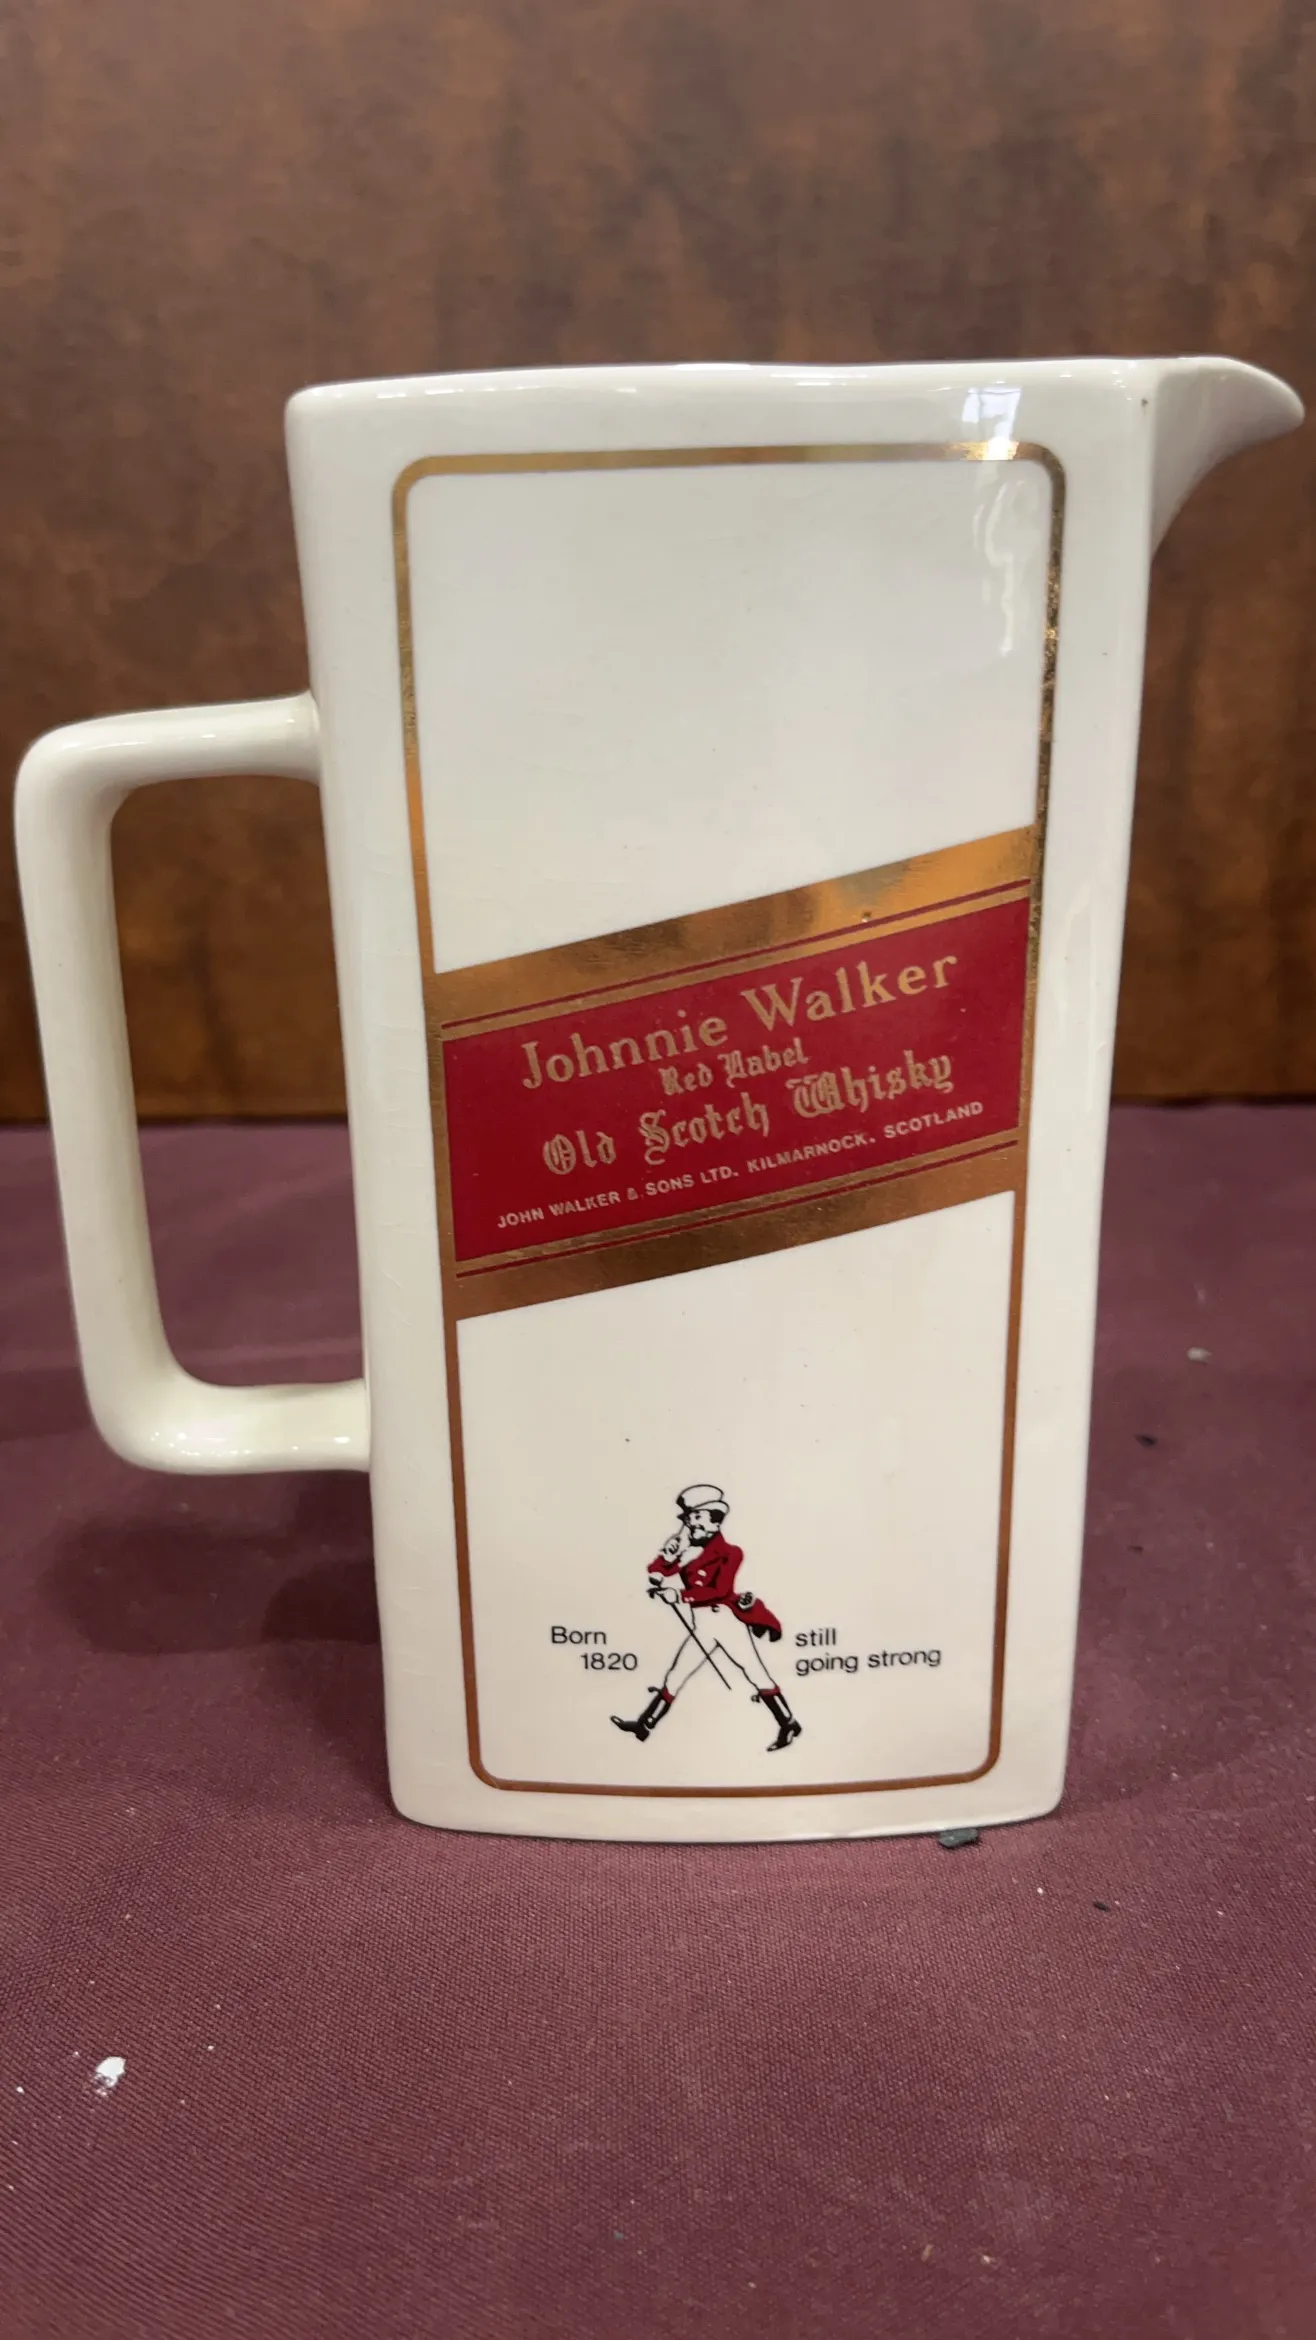 Johnnie Walker
Red Label
Old Scotch Whisky
JOHN WALKER & SONS LTD. KILMARNOCK. SCOTLAND
Born still
1820 going strong